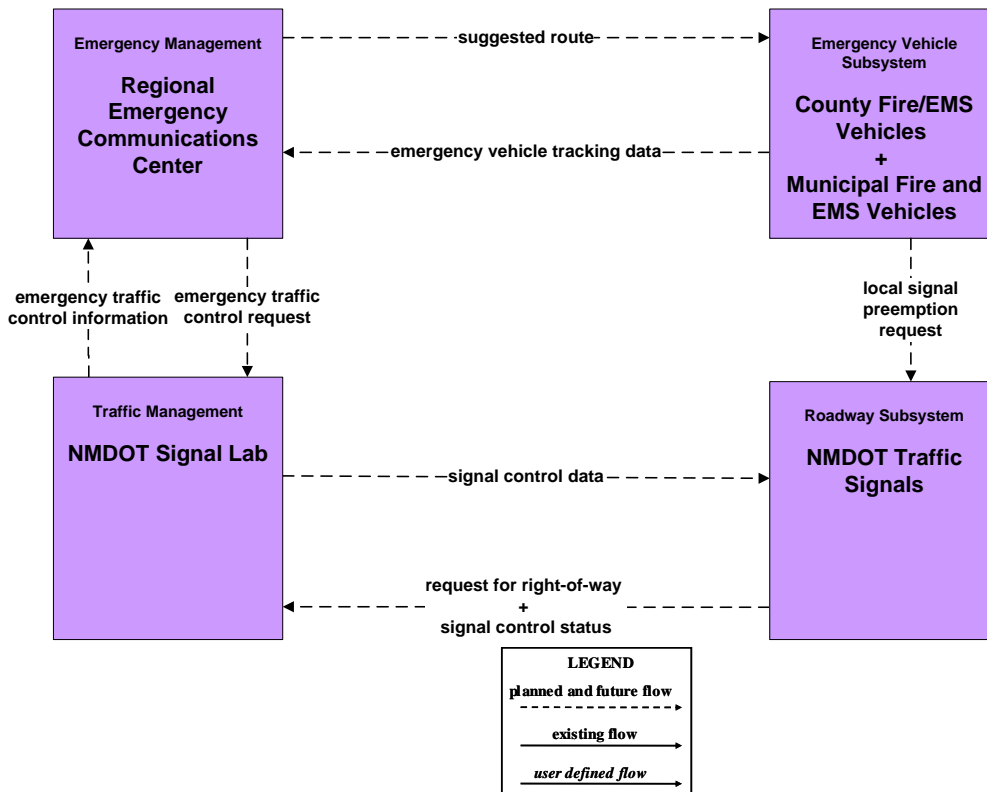 Emergency Management
Regional
Emergency
Communications
Center
suggested route
emergency vehicle tracking data
Emergency Vehicle
Subsystem
County Fire/EMS
Vehicles
+
Municipal Fire and
EMS Vehicles
emergency traffic
control information
emergency traffic
control request
local signal
preemption
request
Traffic Management
NMDOT Signal Lab
signal control data
request for right-of-way
+
signal control status
Roadway Subsystem
NMDOT Traffic
Signals
LEGEND
planned and future flow
existing flow
user defined flow